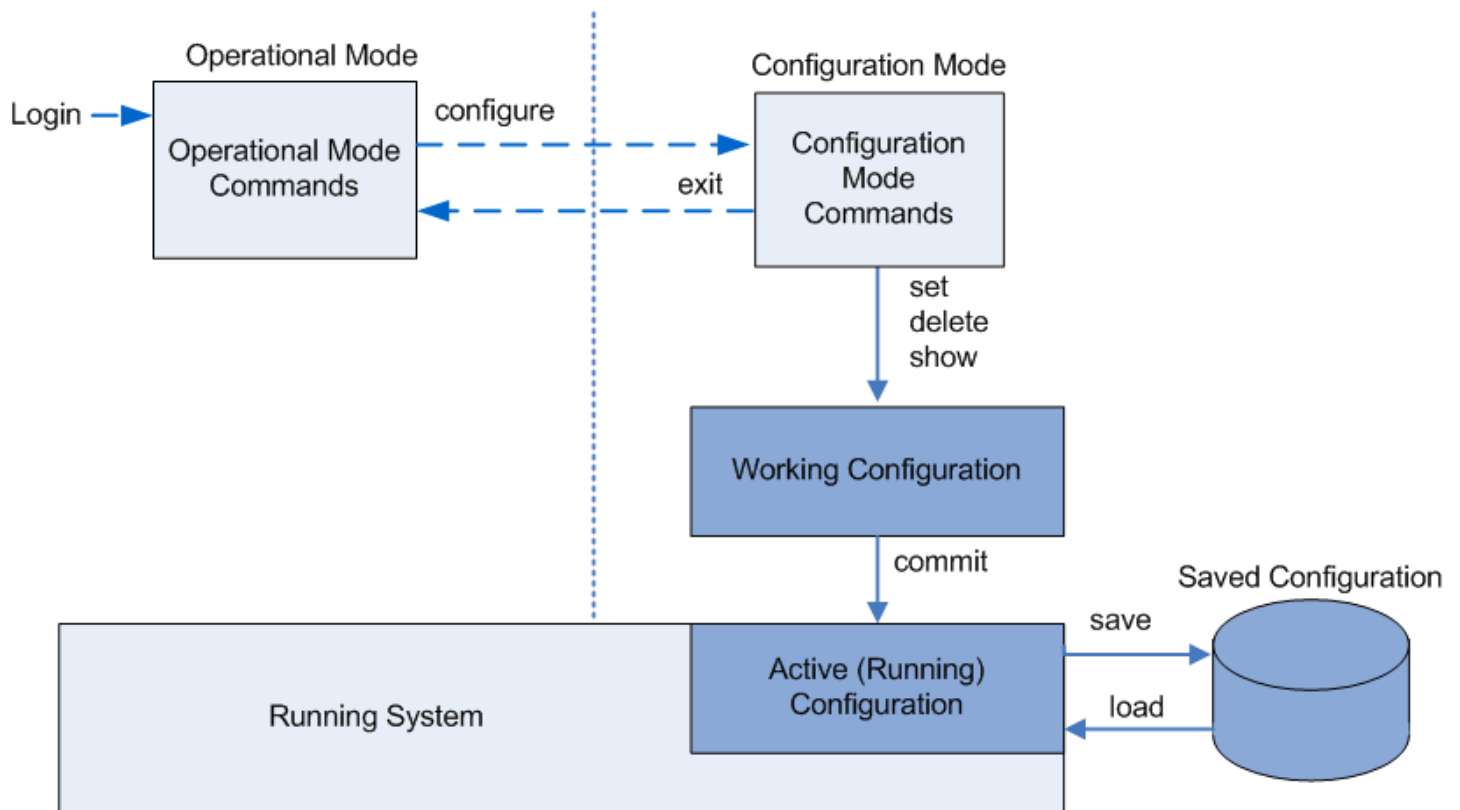 Operational Mode
Configuration Mode
Login
configure
Operational Mode
Commands
Configuration
Mode
Commands
exit
set
delete
show
Working Configuration
commit
Saved Configuration
save
Active (Running)
Configuration
Running System
load